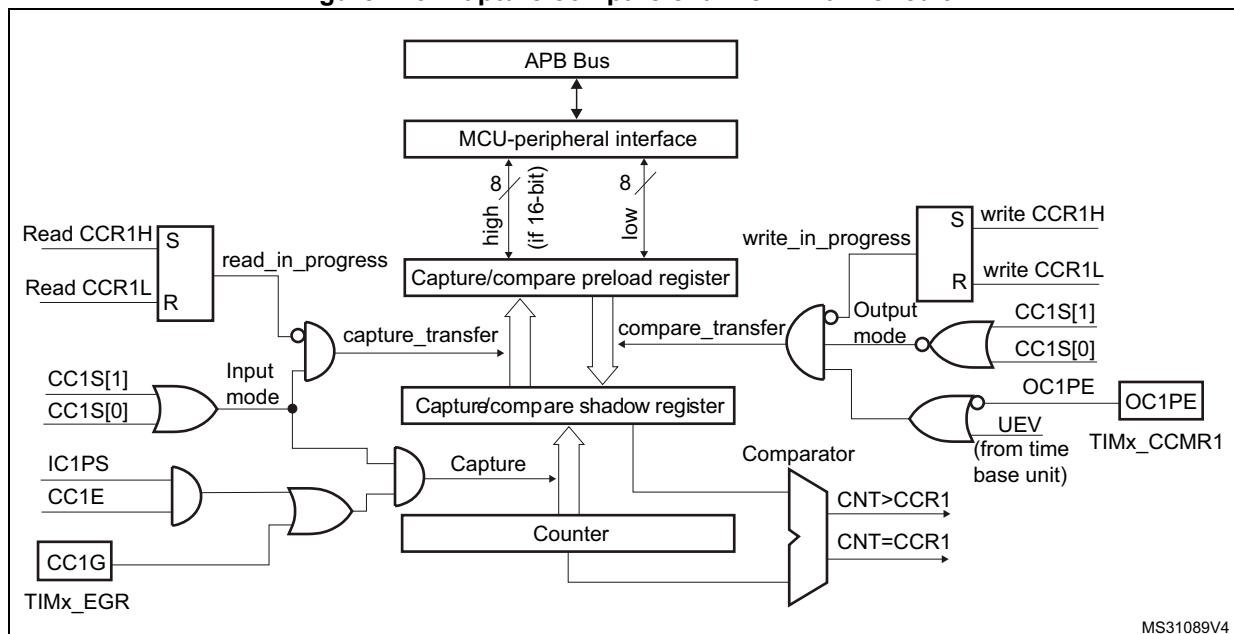 APB Bus
MCU-peripheral interface
8
high
(if 16-bit)
8
low
Read CCR1H
Read CCR1L
S
R
read_in_progress
write_in_progress
S
R
write CCR1H
write CCR1L
Capture/compare preload register
capture_transfer
compare_transfer
Output
mode
CC1S[1]
CC1S[0]
CC1S[1]
CC1S[0]
Input
mode
Capture/compare shadow register
OC1PE
OC1PE
UEV
(from time
base unit)
TIMx_CCMR1
IC1PS
CC1E
Capture
Comparator
CNT>CCR1
CNT=CCR1
Counter
CC1G
TIMx_EGR
MS31089V4